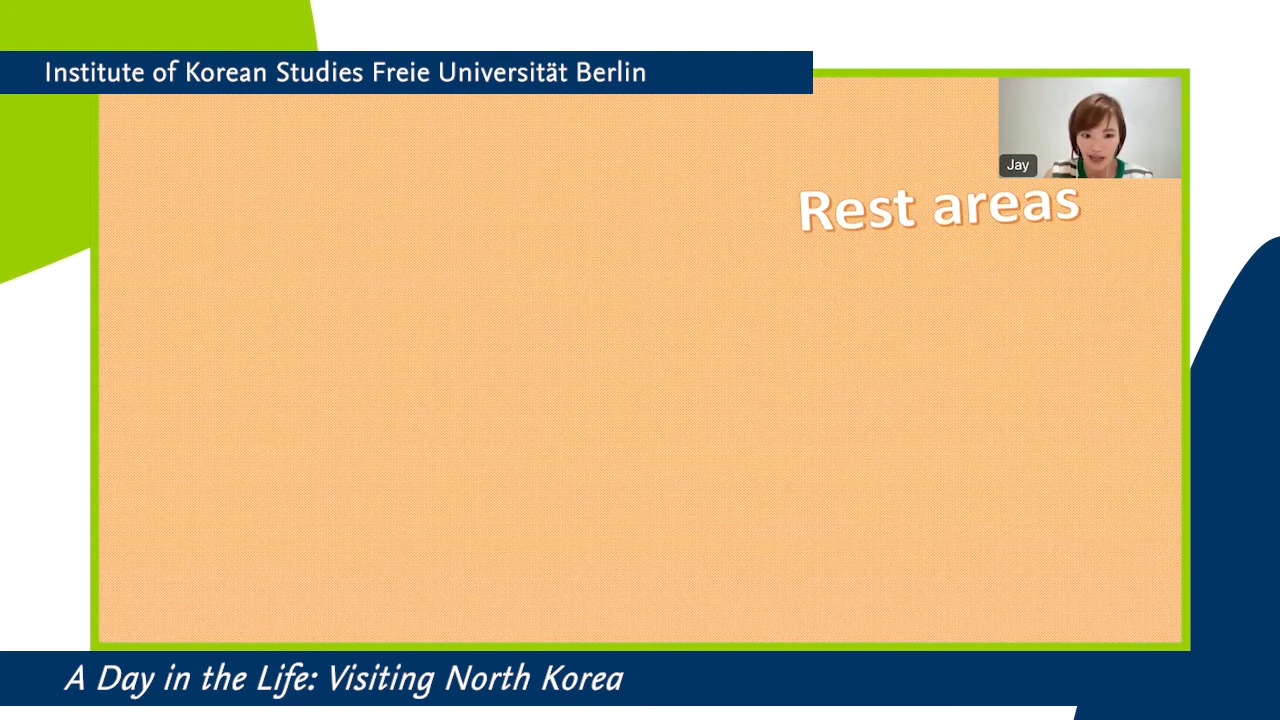 Institute of Korean Studies Freie Universität Berlin
Jay
Rest areas
A Day in the Life: Visiting North Korea